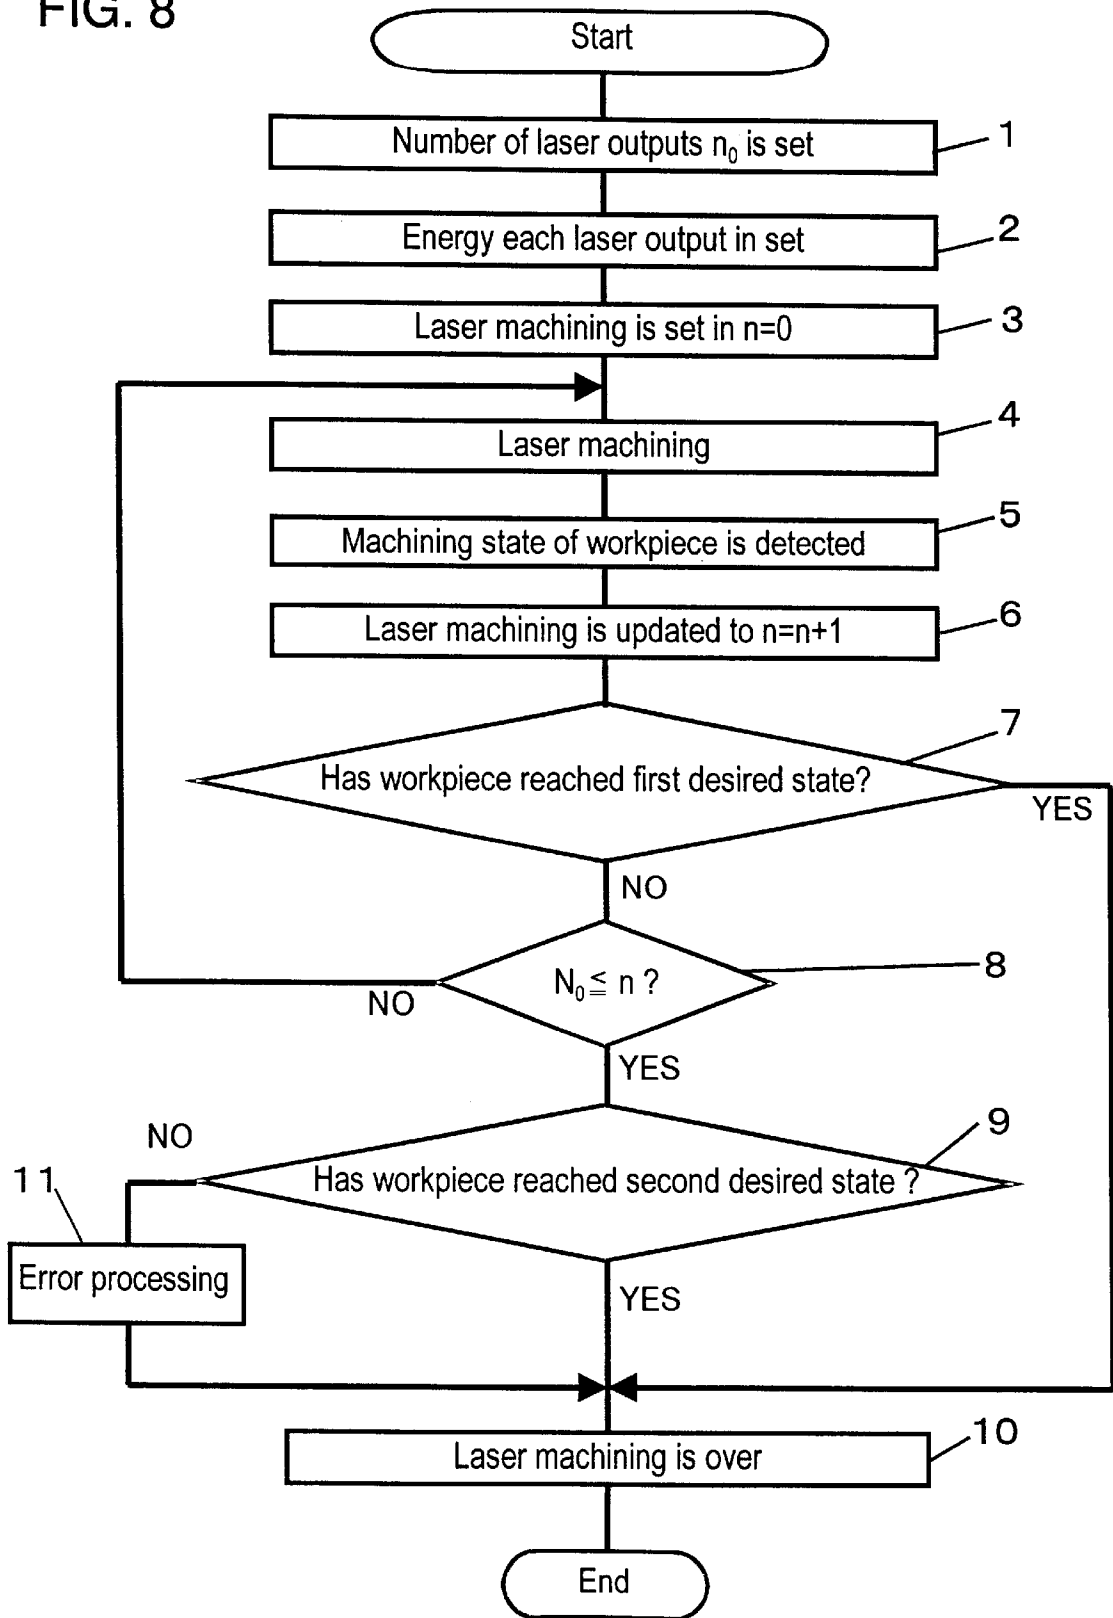 FIG. 8
Start
Number of laser outputs n₀ is set
1
Energy each laser output in set
2
Laser machining is set in n=0
3
Laser machining
4
Machining state of workpiece is detected
5
Laser machining is updated to n=n+1
6
Has workpiece reached first desired state?
7
YES
NO
N₀ ≦ n ?
8
NO
YES
Has workpiece reached second desired state ?
9
NO
11
Error processing
YES
Laser machining is over
10
End